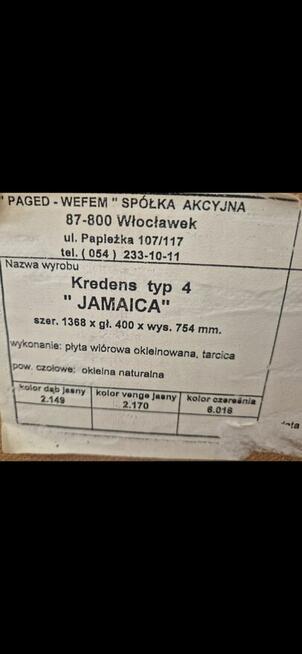 " PAGED - WEFEM " SPÓŁKA AKCYJNA
87-800 Włocławek
ul. Papieżka 107/117
tel. ( 054 ) 233-10-11
Nazwa wyrobu
Kredens typ 4
" JAMAICA"
szer. 1368 x gł. 400 x wys. 754 mm.
wykonanie: płyta wiórowa okleinowana, tarcica
pow. czołowe: okleina naturalna
kolor dąb jasny kolor venge jasny kolor czereśnia
2.149 2.170 6.016